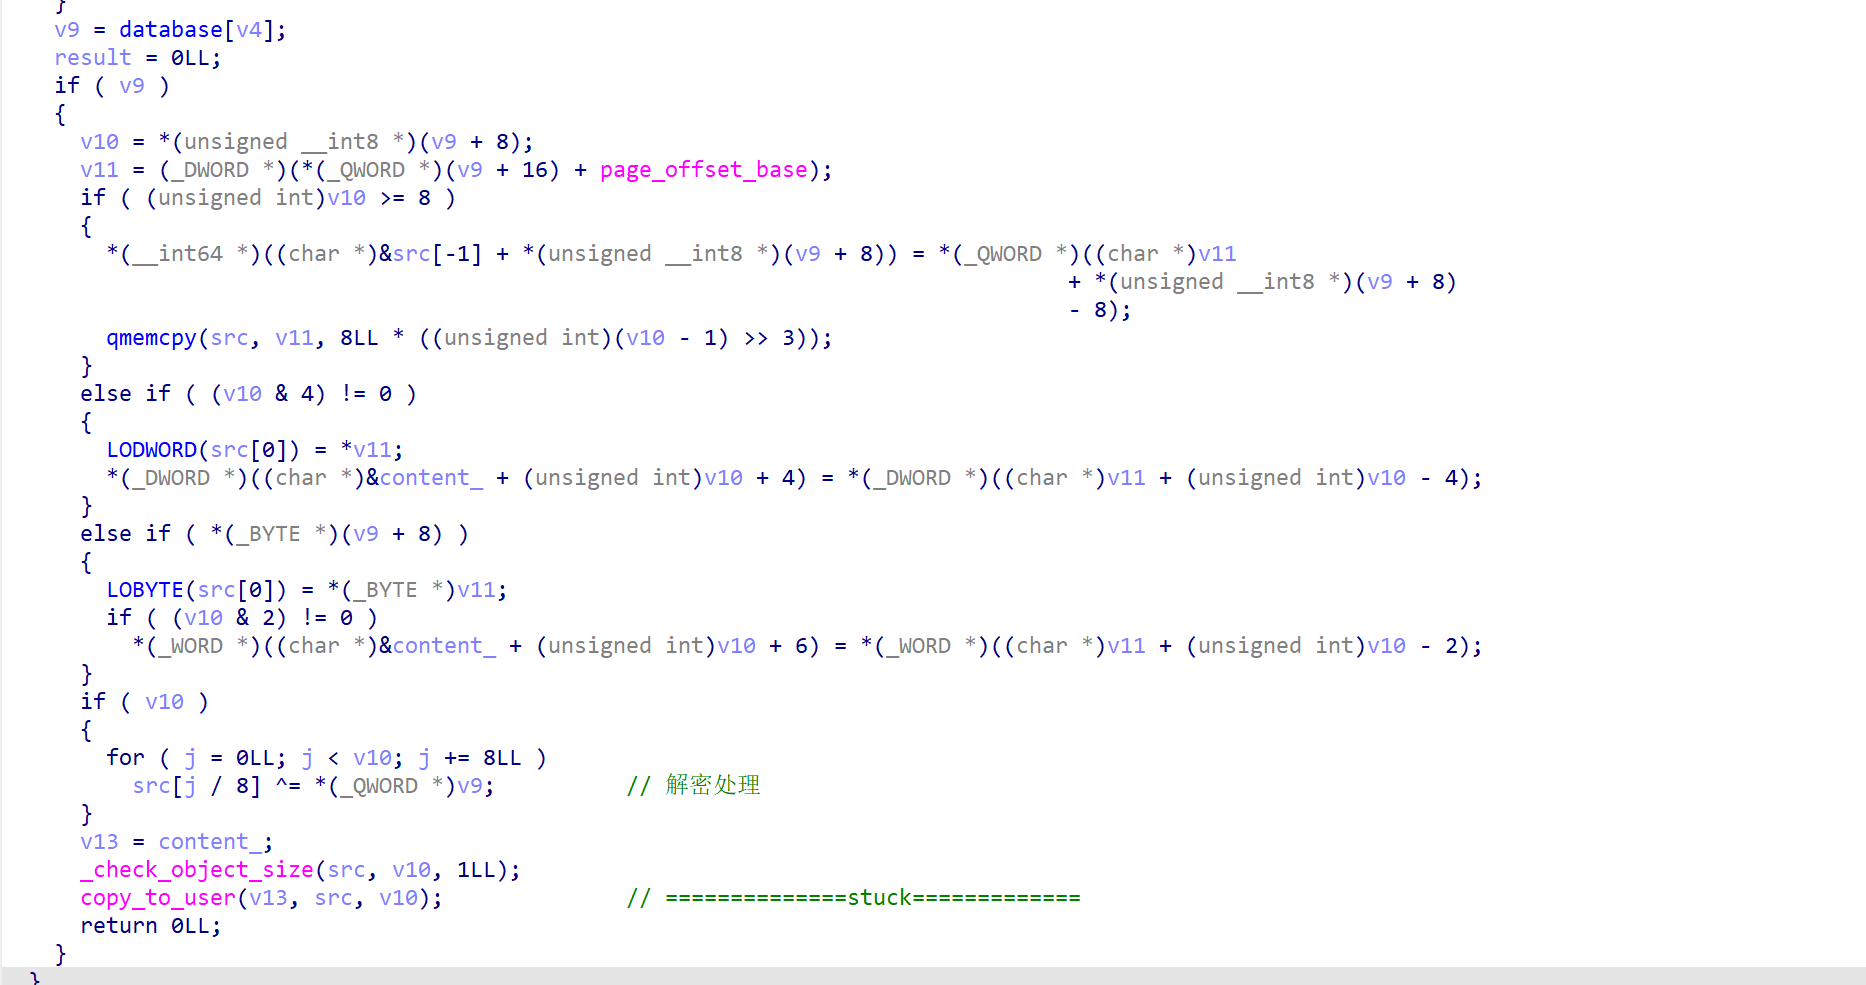 }
v9 = database[v4];
result = 0LL;
if ( v9 )
{
v10 = *(unsigned __int8 *)(v9 + 8);
v11 = (_DWORD *)(*(_QWORD *)(v9 + 16) + page_offset_base);
if ( (unsigned int)v10 >= 8 )
{
*(__int64 *)((char *)&src[-1] + *(unsigned __int8 *)(v9 + 8)) = *(_QWORD *)((char *)v11
+ *(unsigned __int8 *)(v9 + 8)
- 8);
qmemcpy(src, v11, 8LL * ((unsigned int)(v10 - 1) >> 3));
}
else if ( (v10 & 4) != 0 )
{
LODWORD(src[0]) = *v11;
*(_DWORD *)((char *)&content_ + (unsigned int)v10 + 4) = *(_DWORD *)((char *)v11 + (unsigned int)v10 - 4);
}
else if ( *(_BYTE *)(v9 + 8) )
{
LOBYTE(src[0]) = *(_BYTE *)v11;
if ( (v10 & 2) != 0 )
*(_WORD *)((char *)&content_ + (unsigned int)v10 + 6) = *(_WORD *)((char *)v11 + (unsigned int)v10 - 2);
}
if ( v10 )
{
for ( j = 0LL; j < v10; j += 8LL )
src[j / 8] ^= *(_QWORD *)v9; // 解密处理
}
v13 = content_;
_check_object_size(src, v10, 1LL);
copy_to_user(v13, src, v10); // ==============stuck=============
return 0LL;
}
}